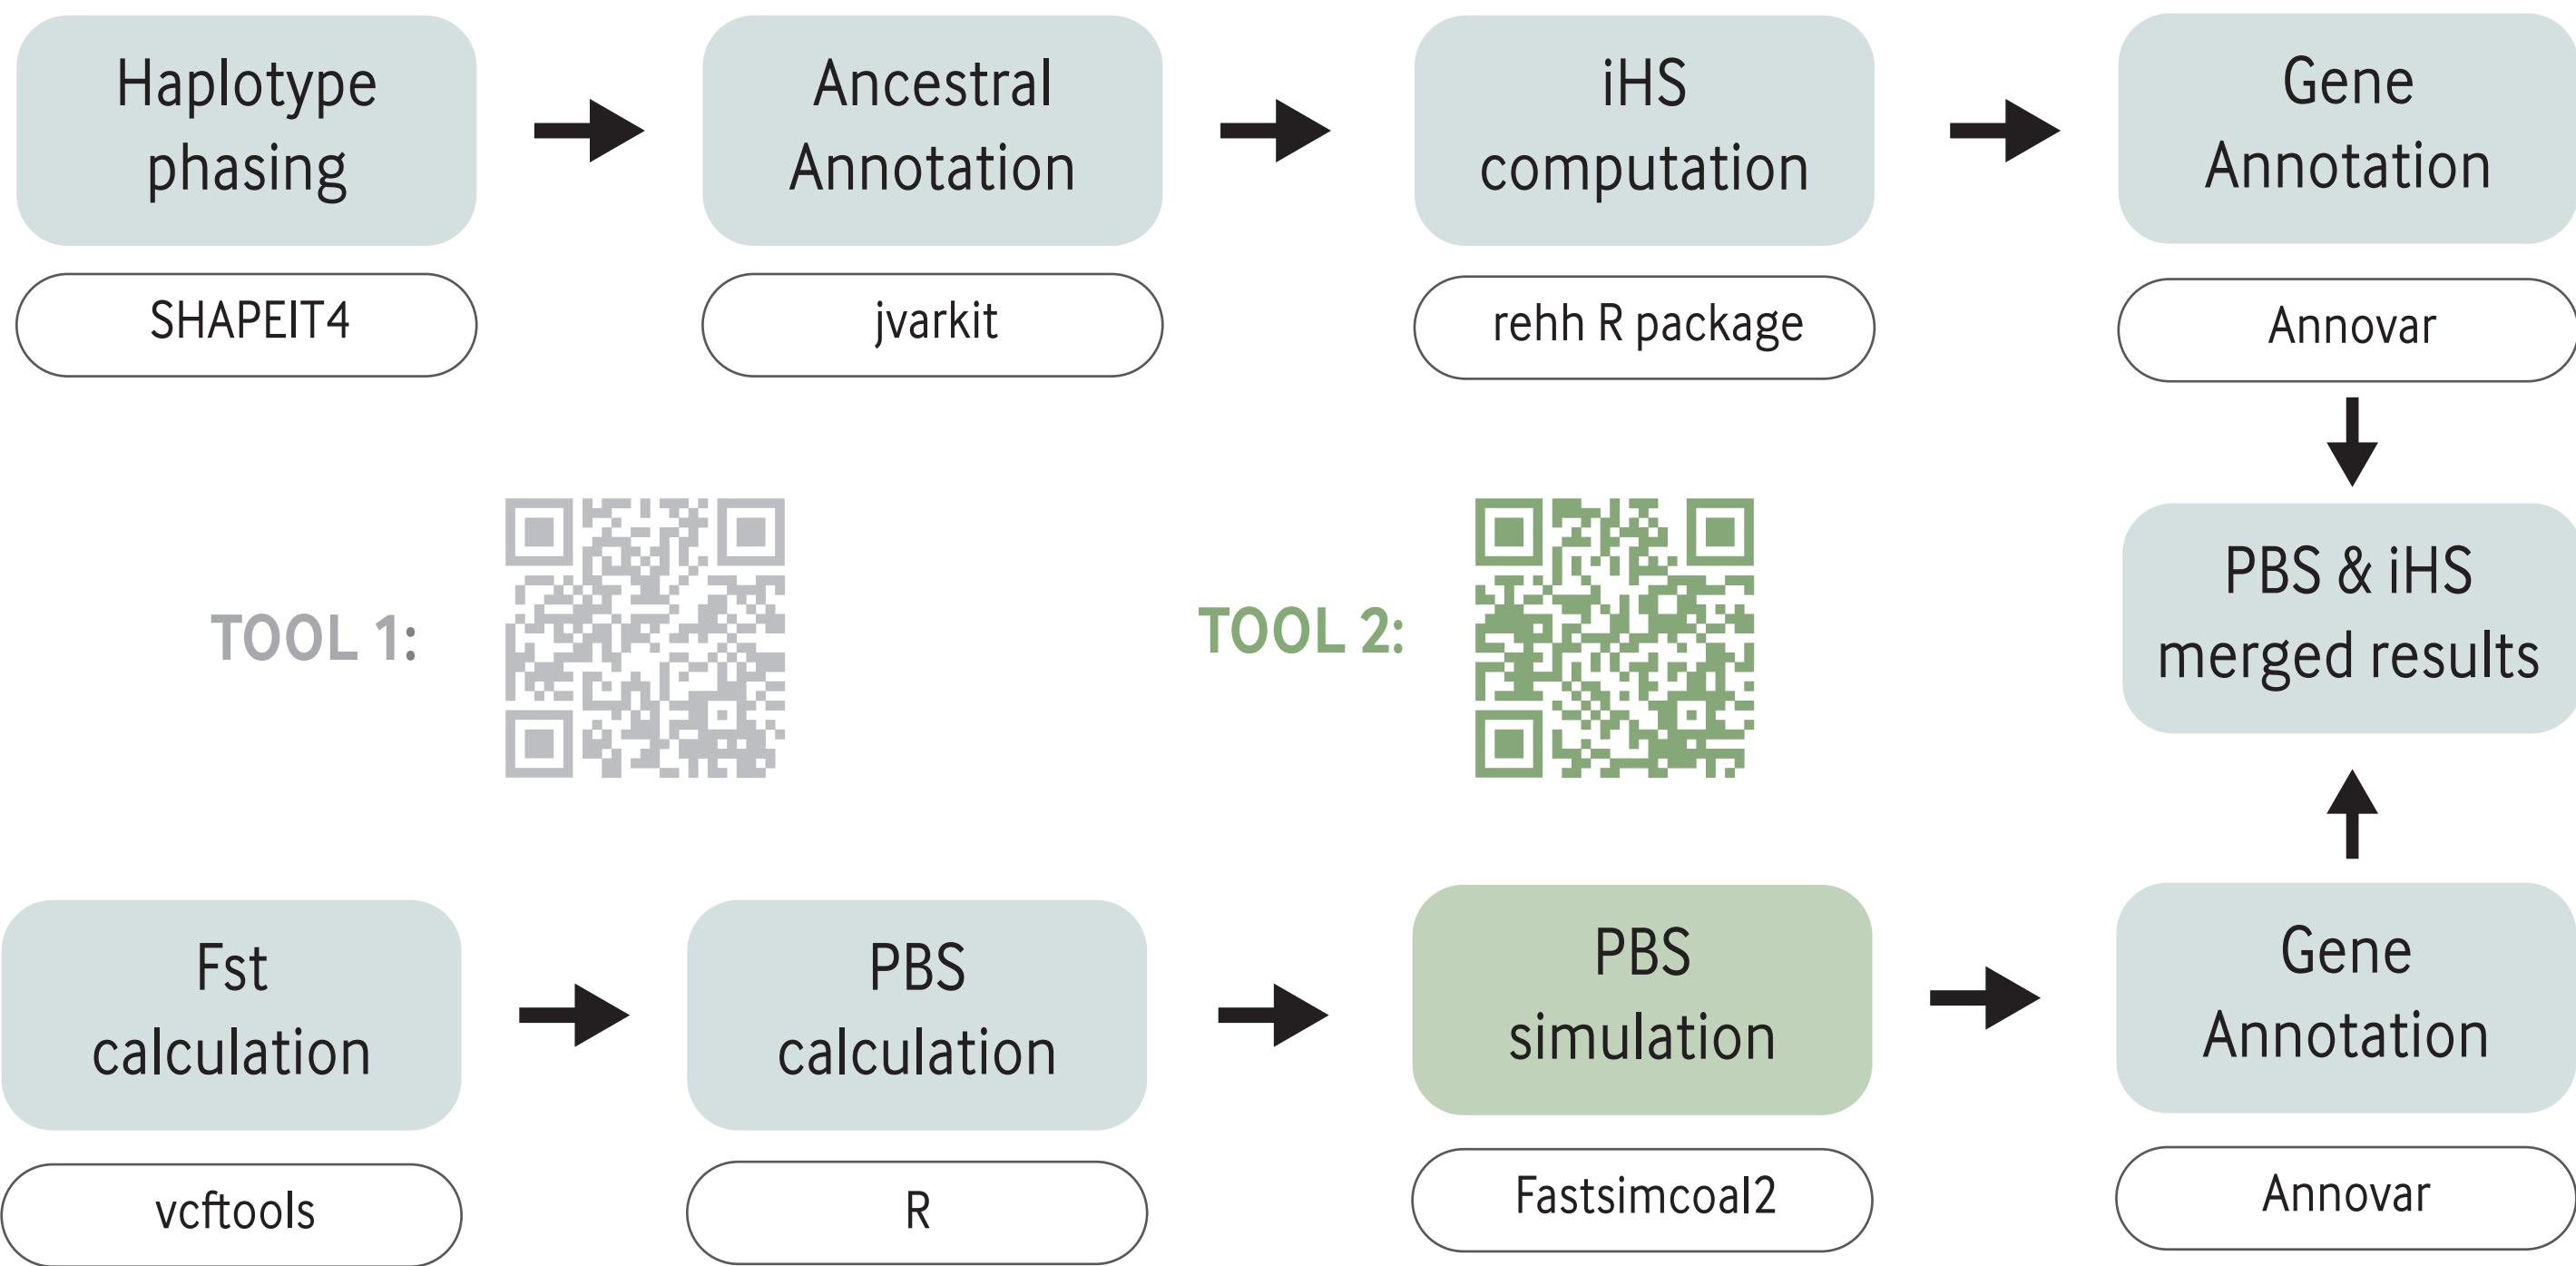 Haplotype
phasing
SHAPEIT4
Ancestral
Annotation
jvarkit
iHS
computation
rehh R package
Gene
Annotation
Annovar
TOOL 1:
TOOL 2:
PBS & iHS
merged results
Fst
calculation
vcftools
PBS
calculation
R
PBS
simulation
Fastsimcoal2
Gene
Annotation
Annovar